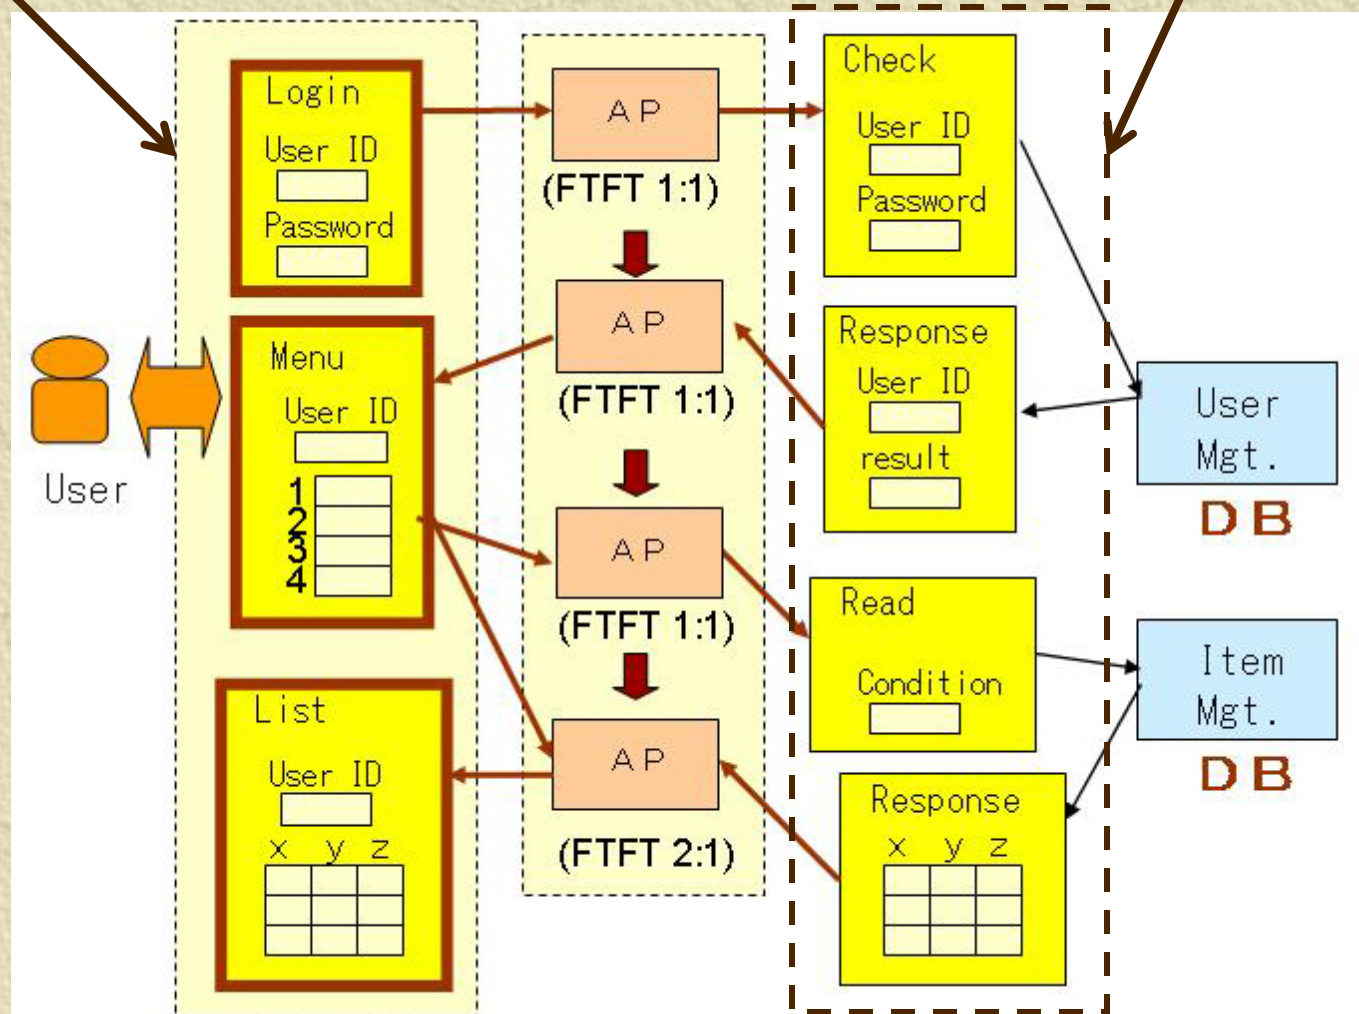 Login
User ID
Password
Menu
User ID
1
2
3
4
List
User ID
x y z
User
AP
(FTFT 1:1)
AP
(FTFT 1:1)
AP
(FTFT 1:1)
AP
(FTFT 2:1)
Check
User ID
Password
Response
User ID
result
Read
Condition
Response
x y z
User
Mgt.
DB
Item
Mgt.
DB